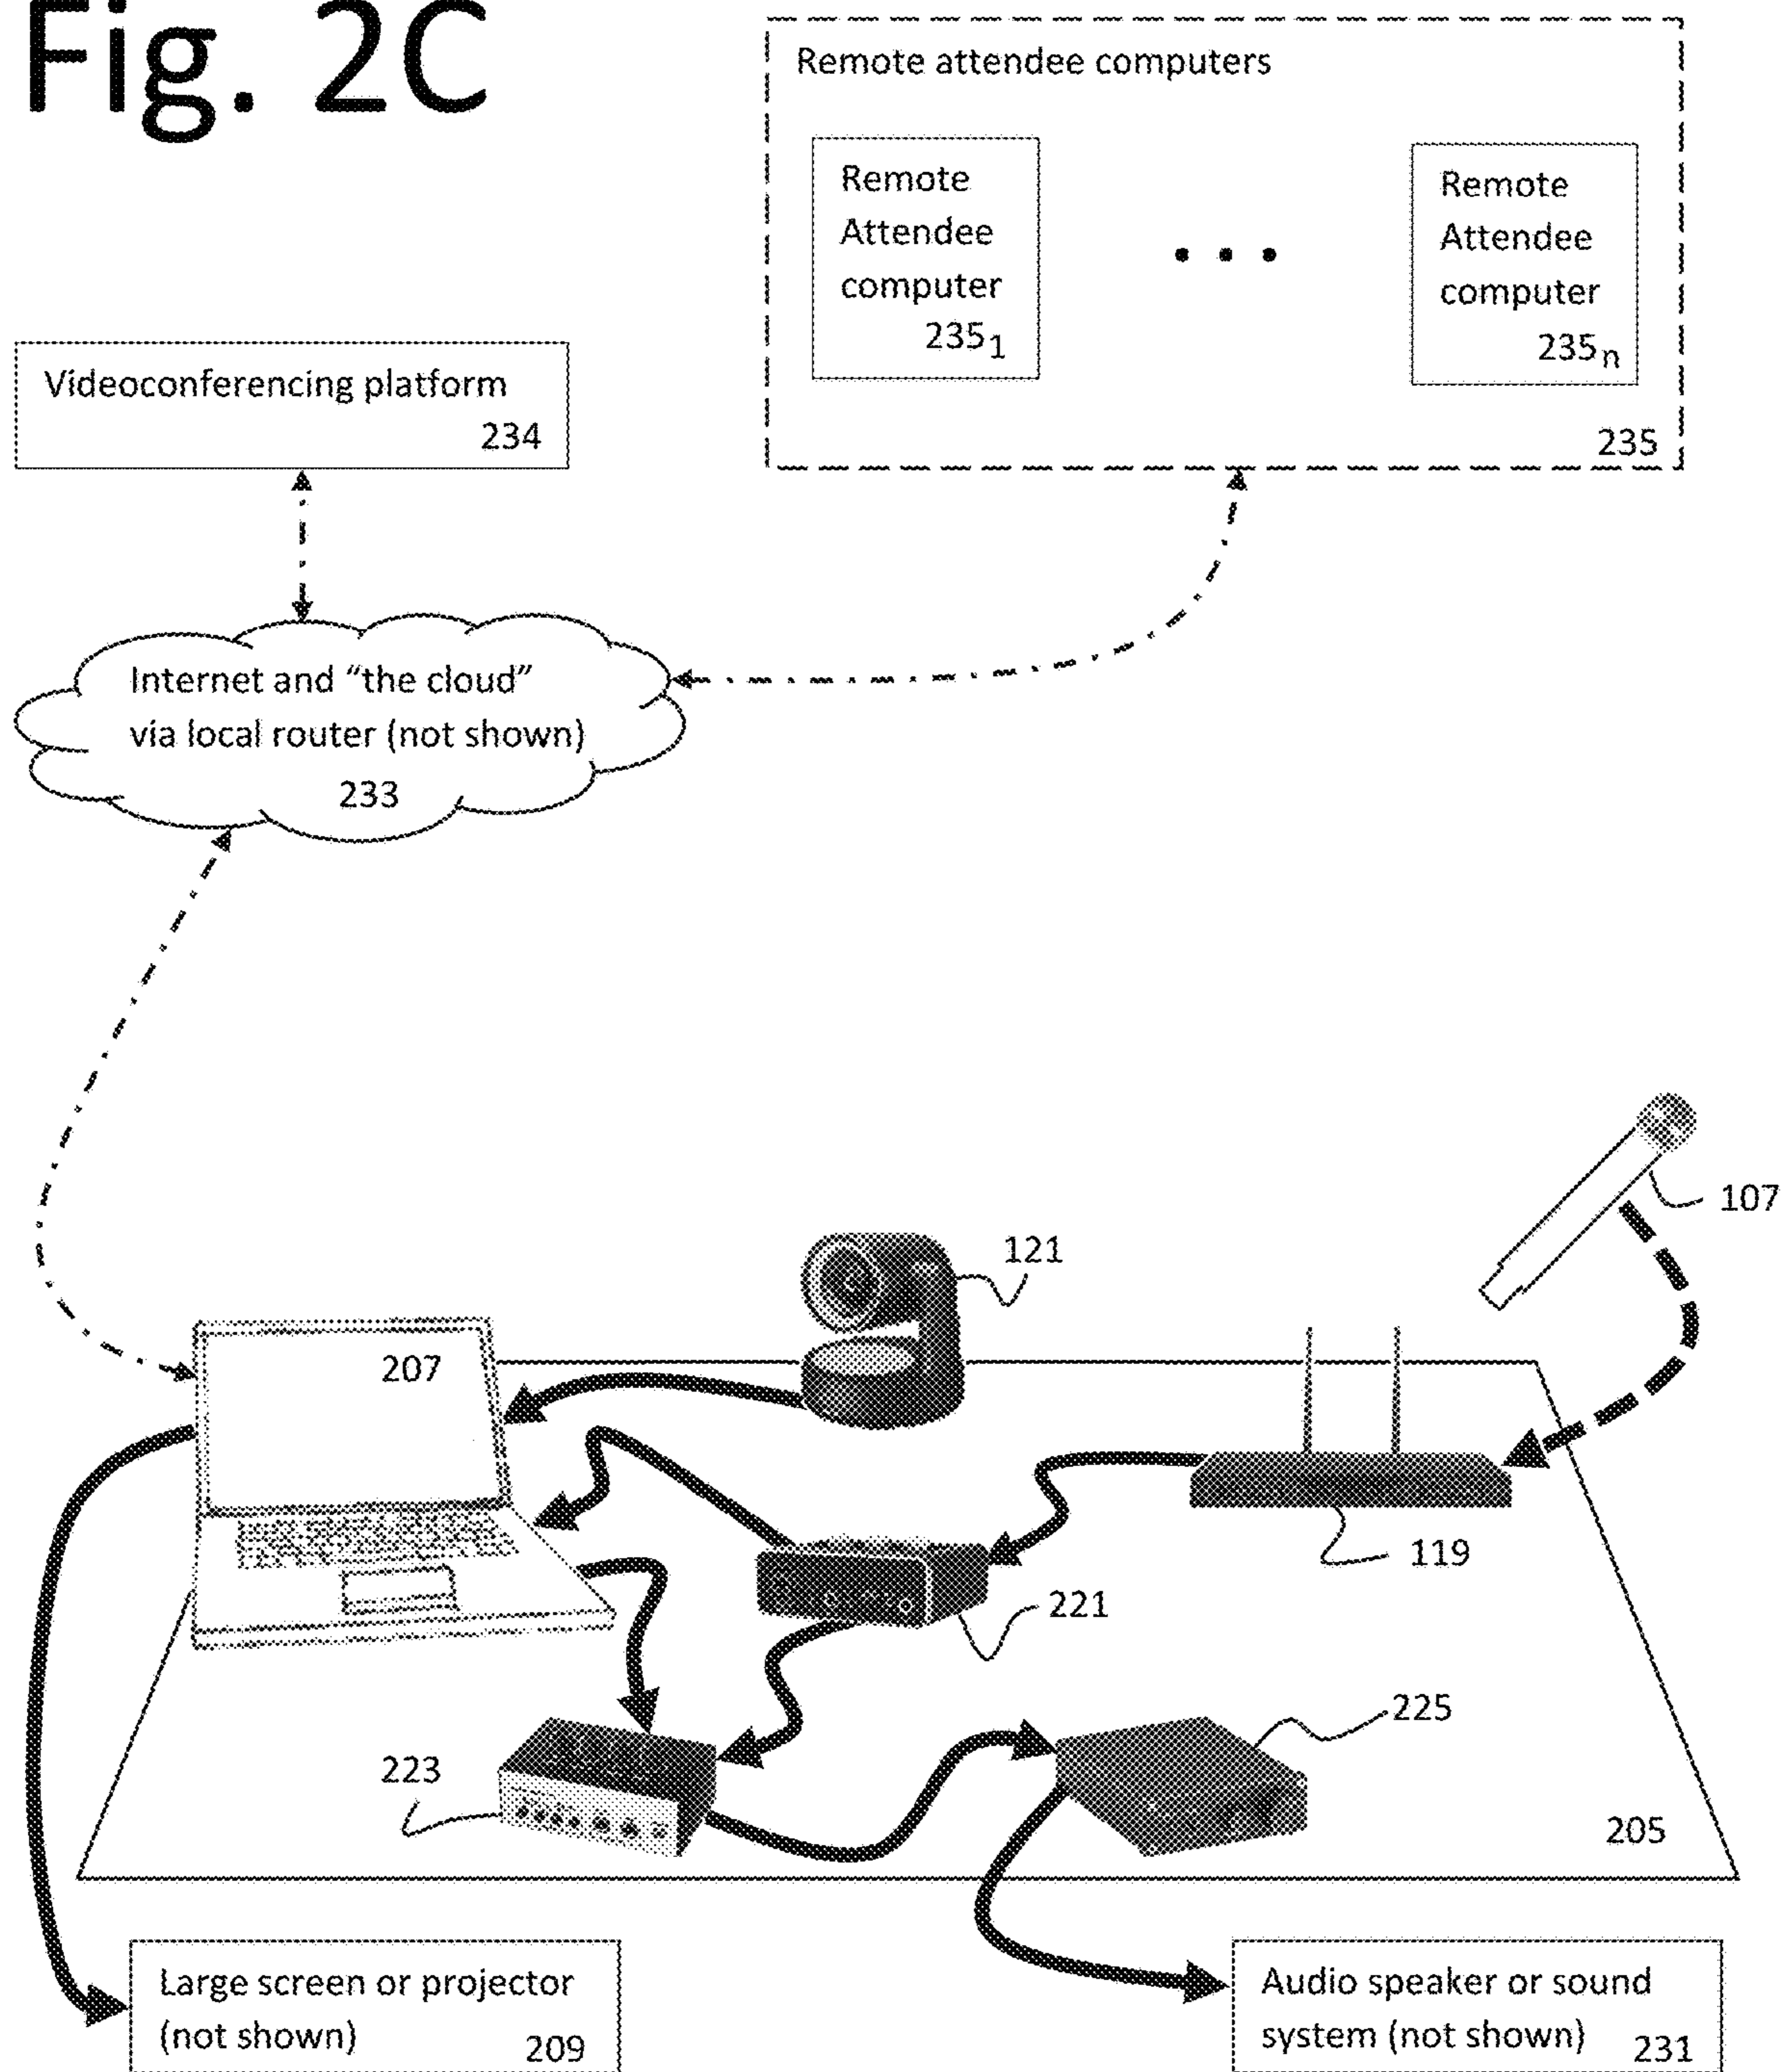 Fig. 2C
Remote attendee computers
Remote
Attendee
computer
235₁
• • •
Remote
Attendee
computer
235ₙ
235
Videoconferencing platform
234
Internet and “the cloud”
via local router (not shown)
233
107
121
207
119
221
225
223
205
Large screen or projector
(not shown)
209
Audio speaker or sound
system (not shown)
231